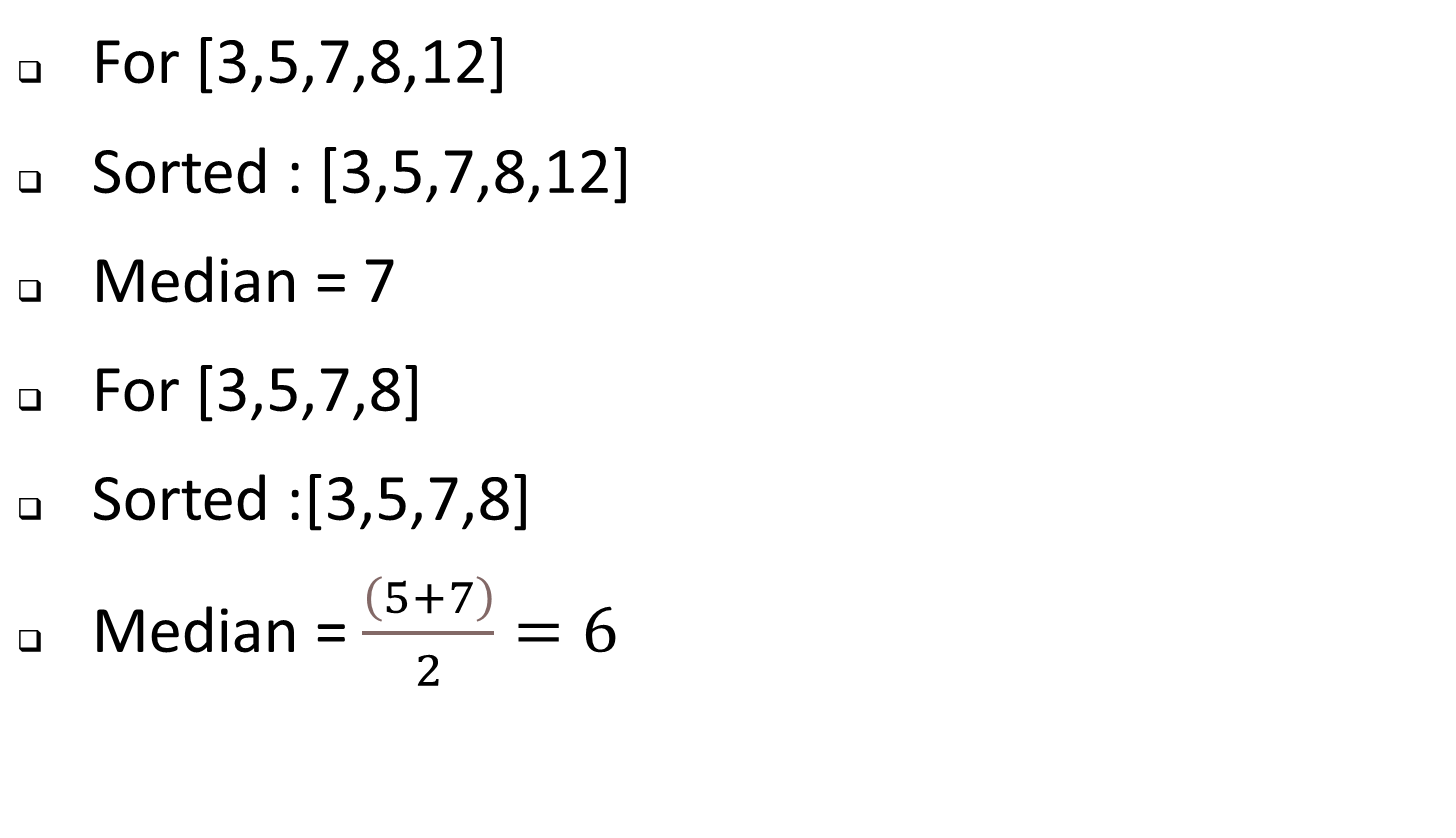 ❑ For [3,5,7,8,12]
❑ Sorted : [3,5,7,8,12]
❑ Median = 7
❑ For [3,5,7,8]
❑ Sorted :[3,5,7,8]
❑ Median = (5+7)/2 = 6